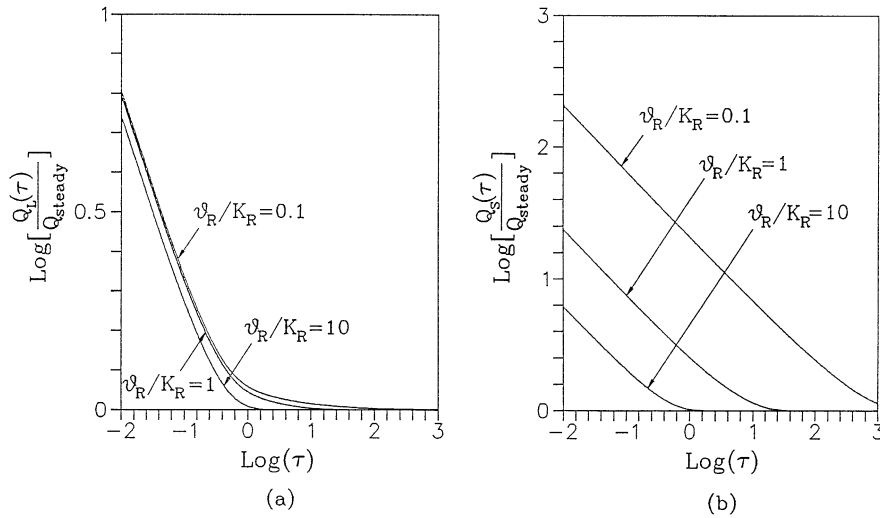 1
0.5
0
Log[Q_L(τ)/Q_steady]
ϑ_R/K_R=0.1
ϑ_R/K_R=10
ϑ_R/K_R=1
−2 −1 0 1 2 3
Log(τ)
(a)
3
2
1
0
Log[Q_S(τ)/Q_steady]
ϑ_R/K_R=0.1
ϑ_R/K_R=1
ϑ_R/K_R=10
−2 −1 0 1 2 3
Log(τ)
(b)